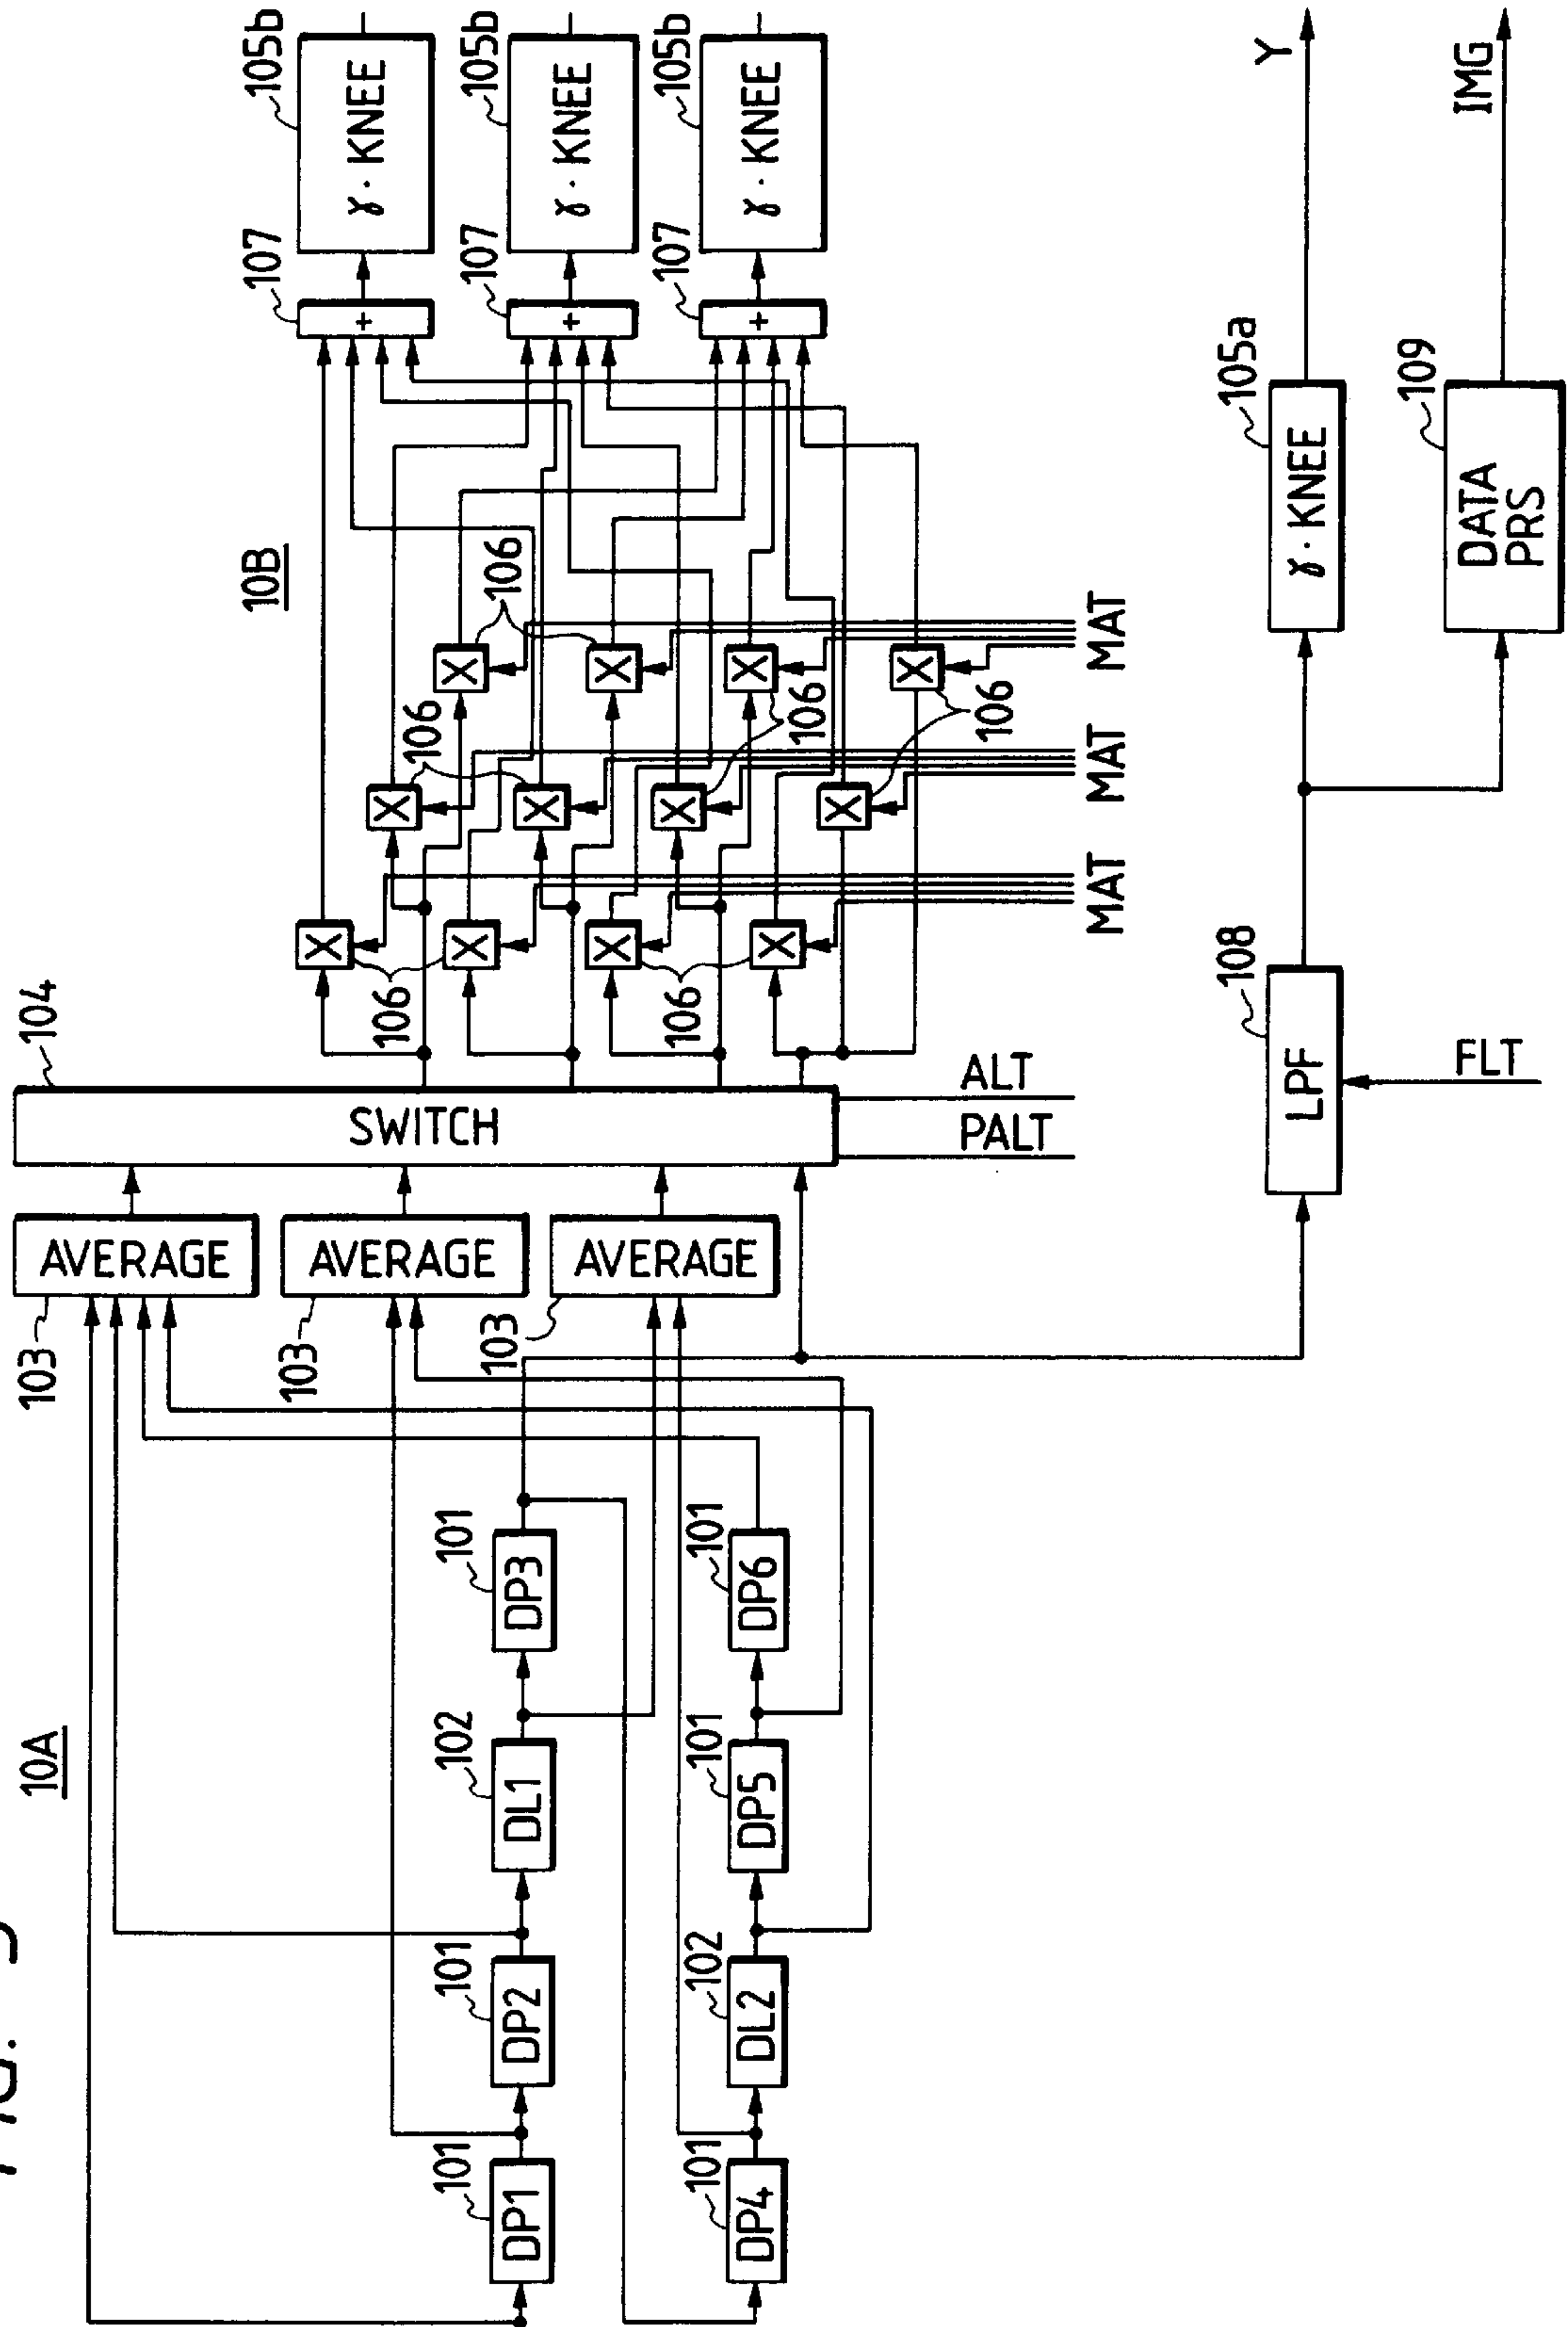 10A
10B
103
AVERAGE
103
AVERAGE
103
AVERAGE
104
SWITCH
ALT
PALT
101
DP1
101
DP2
102
DL1
101
DP3
101
DP4
102
DL2
101
DP5
101
DP6
106
106
106
106
106
106
MAT
MAT
MAT
107
+
107
+
107
+
105b
γ·KNEE
105b
γ·KNEE
105b
γ·KNEE
108
LPF
FLT
105a
γ·KNEE
Y
109
DATA
PRS
IMG